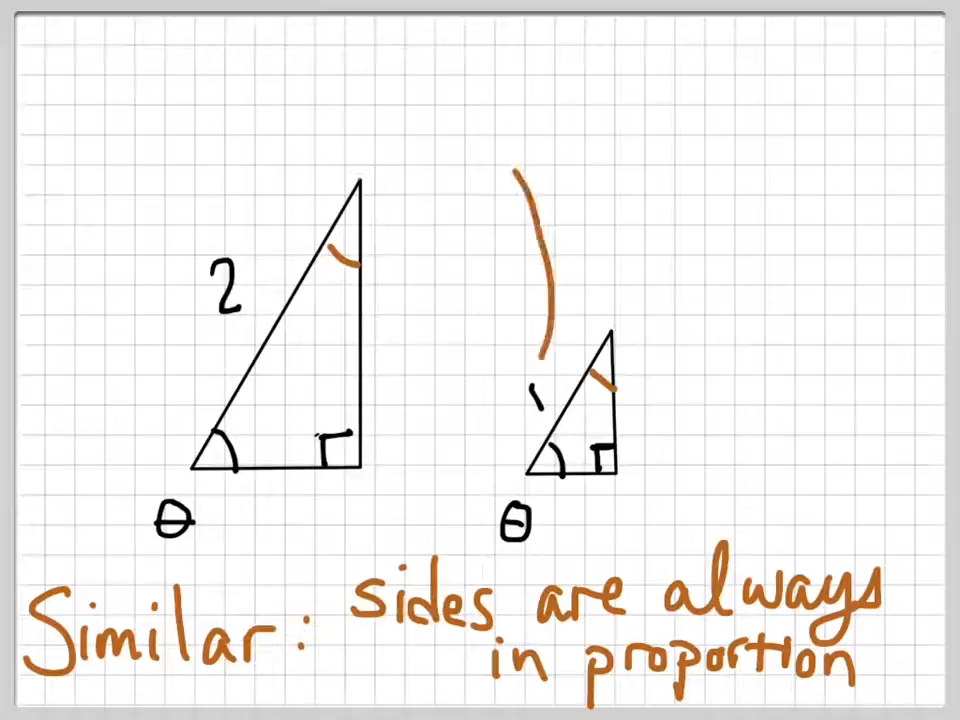 2
1
θ
θ
Similar: sides are always
in proportion